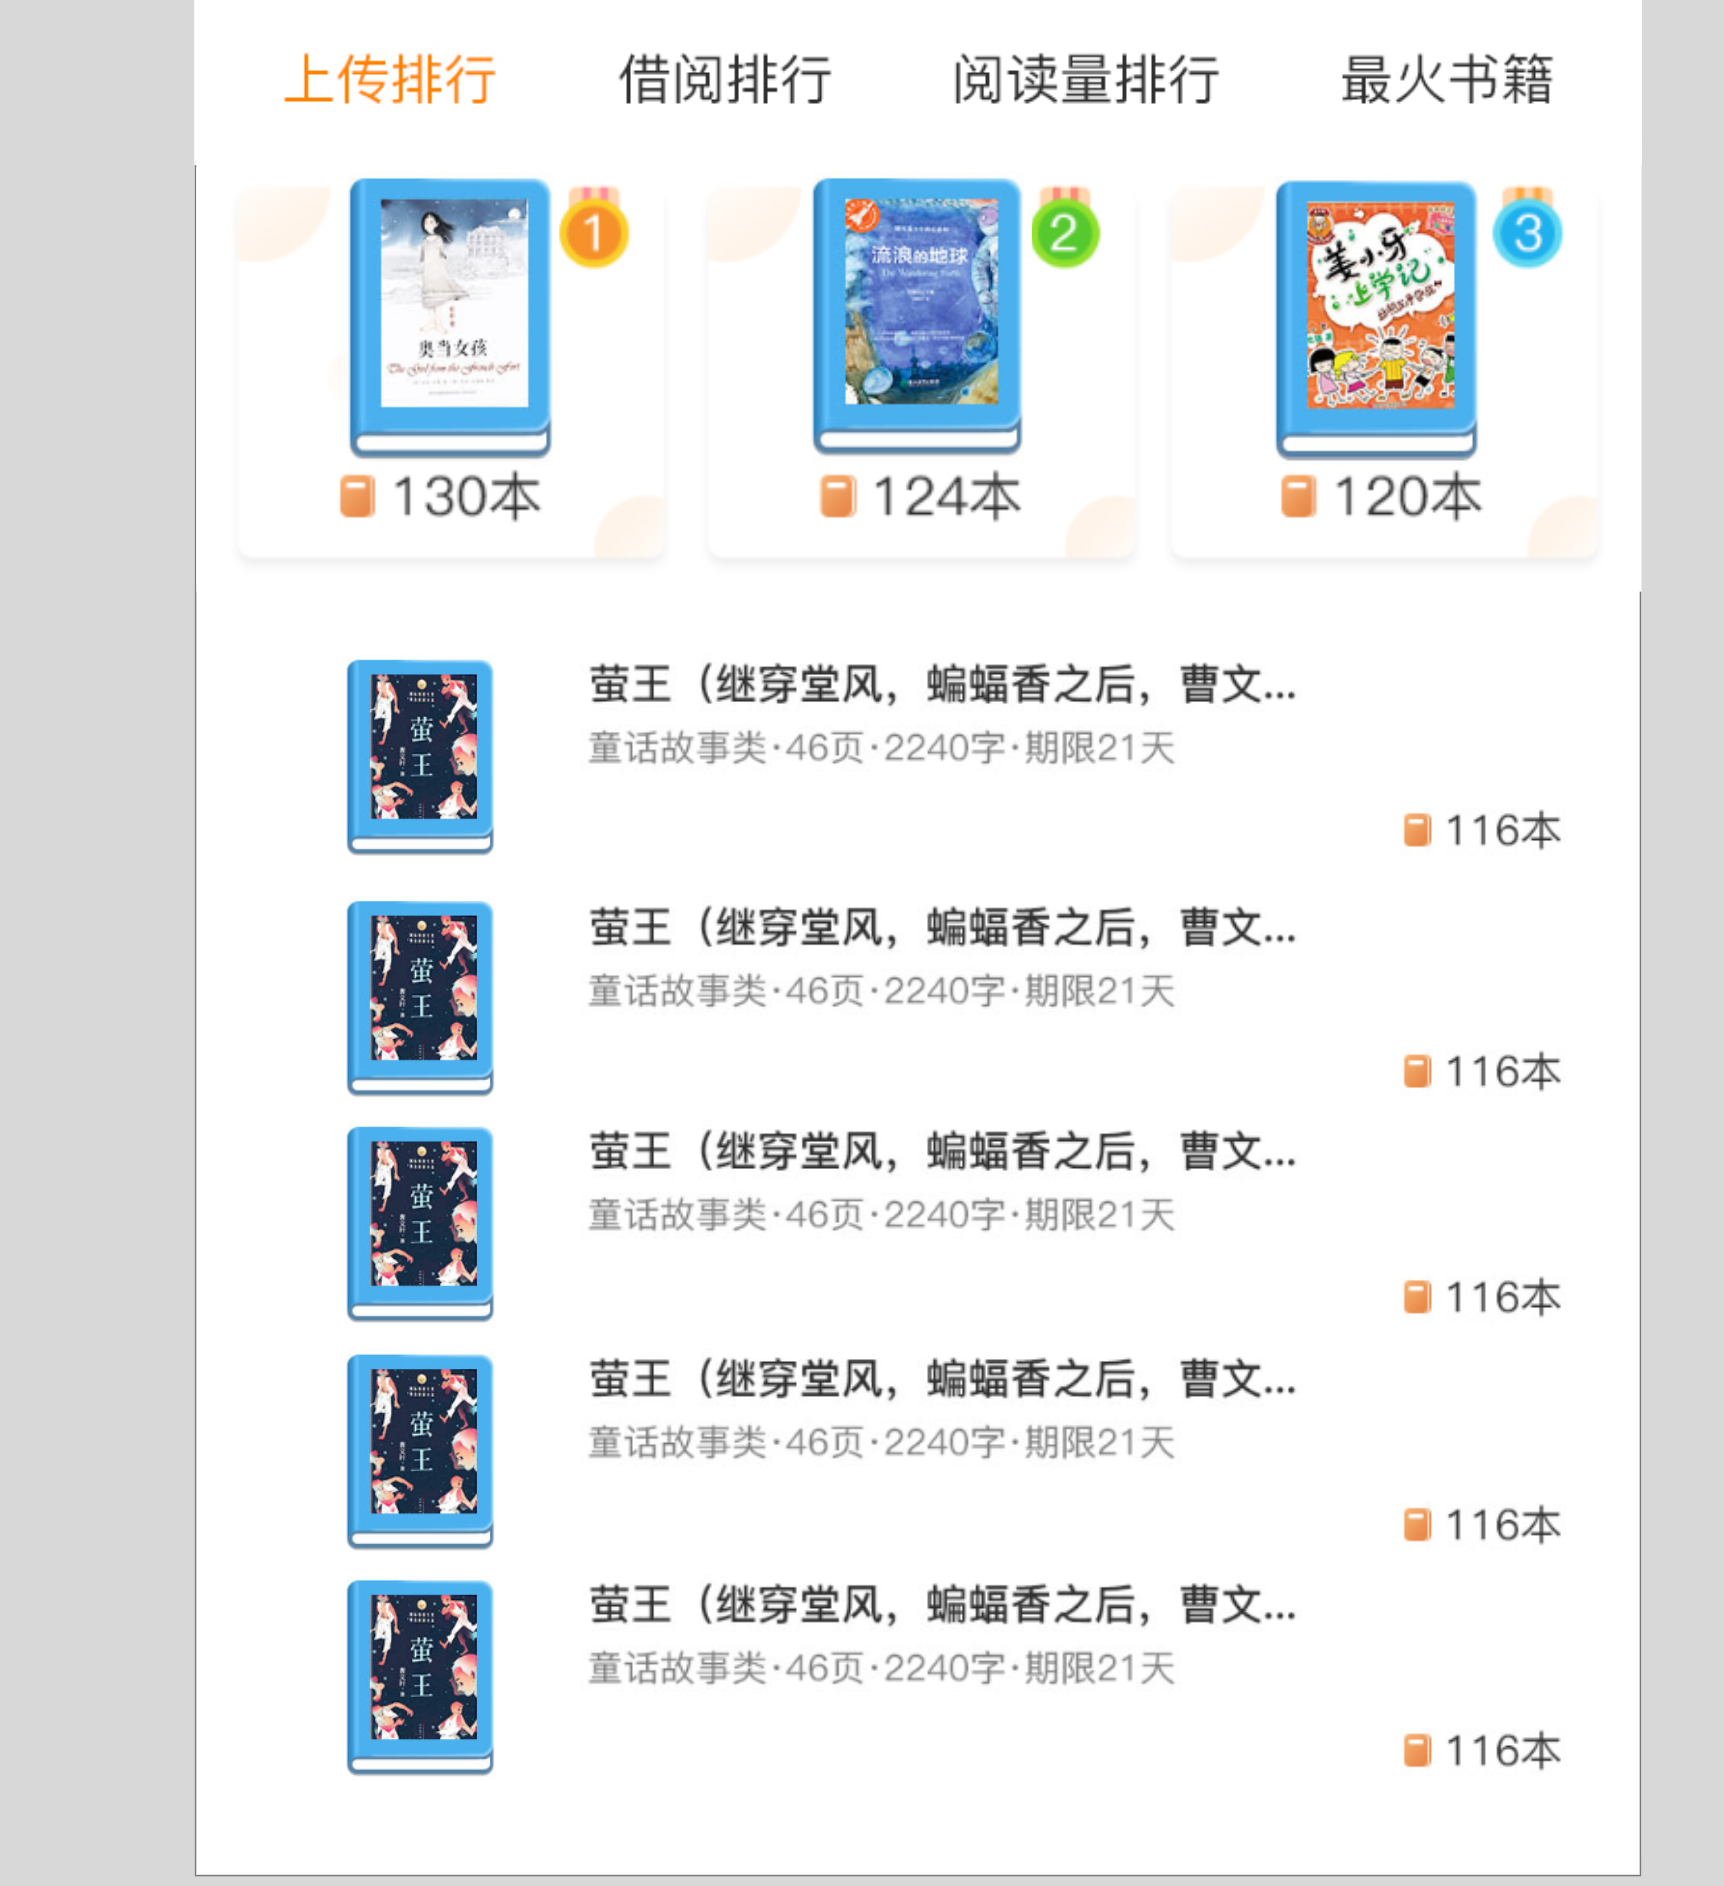 上传排行 借阅排行 阅读量排行 最火书籍
1
奥当女孩
The Girl from the French Fort
130本
2
流浪的地球
The Wandering Earth
124本
3
姜小牙
上学记
120本
萤王
萤王（继穿堂风，蝙蝠香之后，曹文...
童话故事类·46页·2240字·期限21天
116本
萤王
萤王（继穿堂风，蝙蝠香之后，曹文...
童话故事类·46页·2240字·期限21天
116本
萤王
萤王（继穿堂风，蝙蝠香之后，曹文...
童话故事类·46页·2240字·期限21天
116本
萤王
萤王（继穿堂风，蝙蝠香之后，曹文...
童话故事类·46页·2240字·期限21天
116本
萤王
萤王（继穿堂风，蝙蝠香之后，曹文...
童话故事类·46页·2240字·期限21天
116本